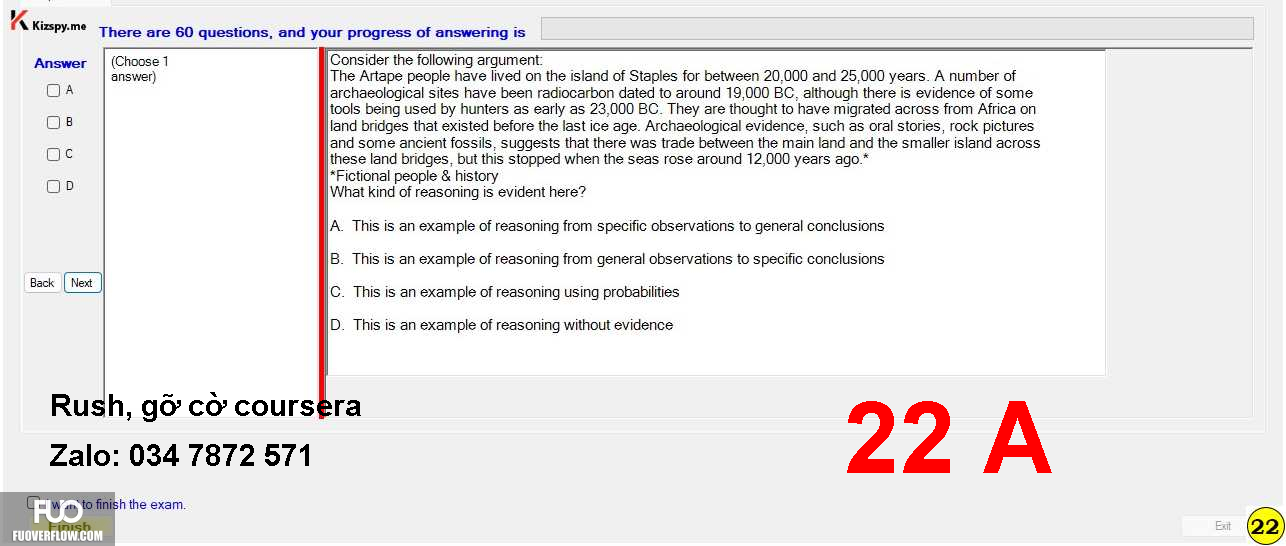 Kizspy.me
There are 60 questions, and your progress of answering is
Answer
A
B
C
D
Back Next
(Choose 1
answer)
Consider the following argument:
The Artape people have lived on the island of Staples for between 20,000 and 25,000 years. A number of
archaeological sites have been radiocarbon dated to around 19,000 BC, although there is evidence of some
tools being used by hunters as early as 23,000 BC. They are thought to have migrated across from Africa on
land bridges that existed before the last ice age. Archaeological evidence, such as oral stories, rock pictures
and some ancient fossils, suggests that there was trade between the main land and the smaller island across
these land bridges, but this stopped when the seas rose around 12,000 years ago.*
*Fictional people & history
What kind of reasoning is evident here?
A. This is an example of reasoning from specific observations to general conclusions
B. This is an example of reasoning from general observations to specific conclusions
C. This is an example of reasoning using probabilities
D. This is an example of reasoning without evidence
Rush, gỡ cờ coursera
Zalo: 034 7872 571
22 A
I want to finish the exam.
FUO
Finish
FUOVERFLOW.COM
Exit
22